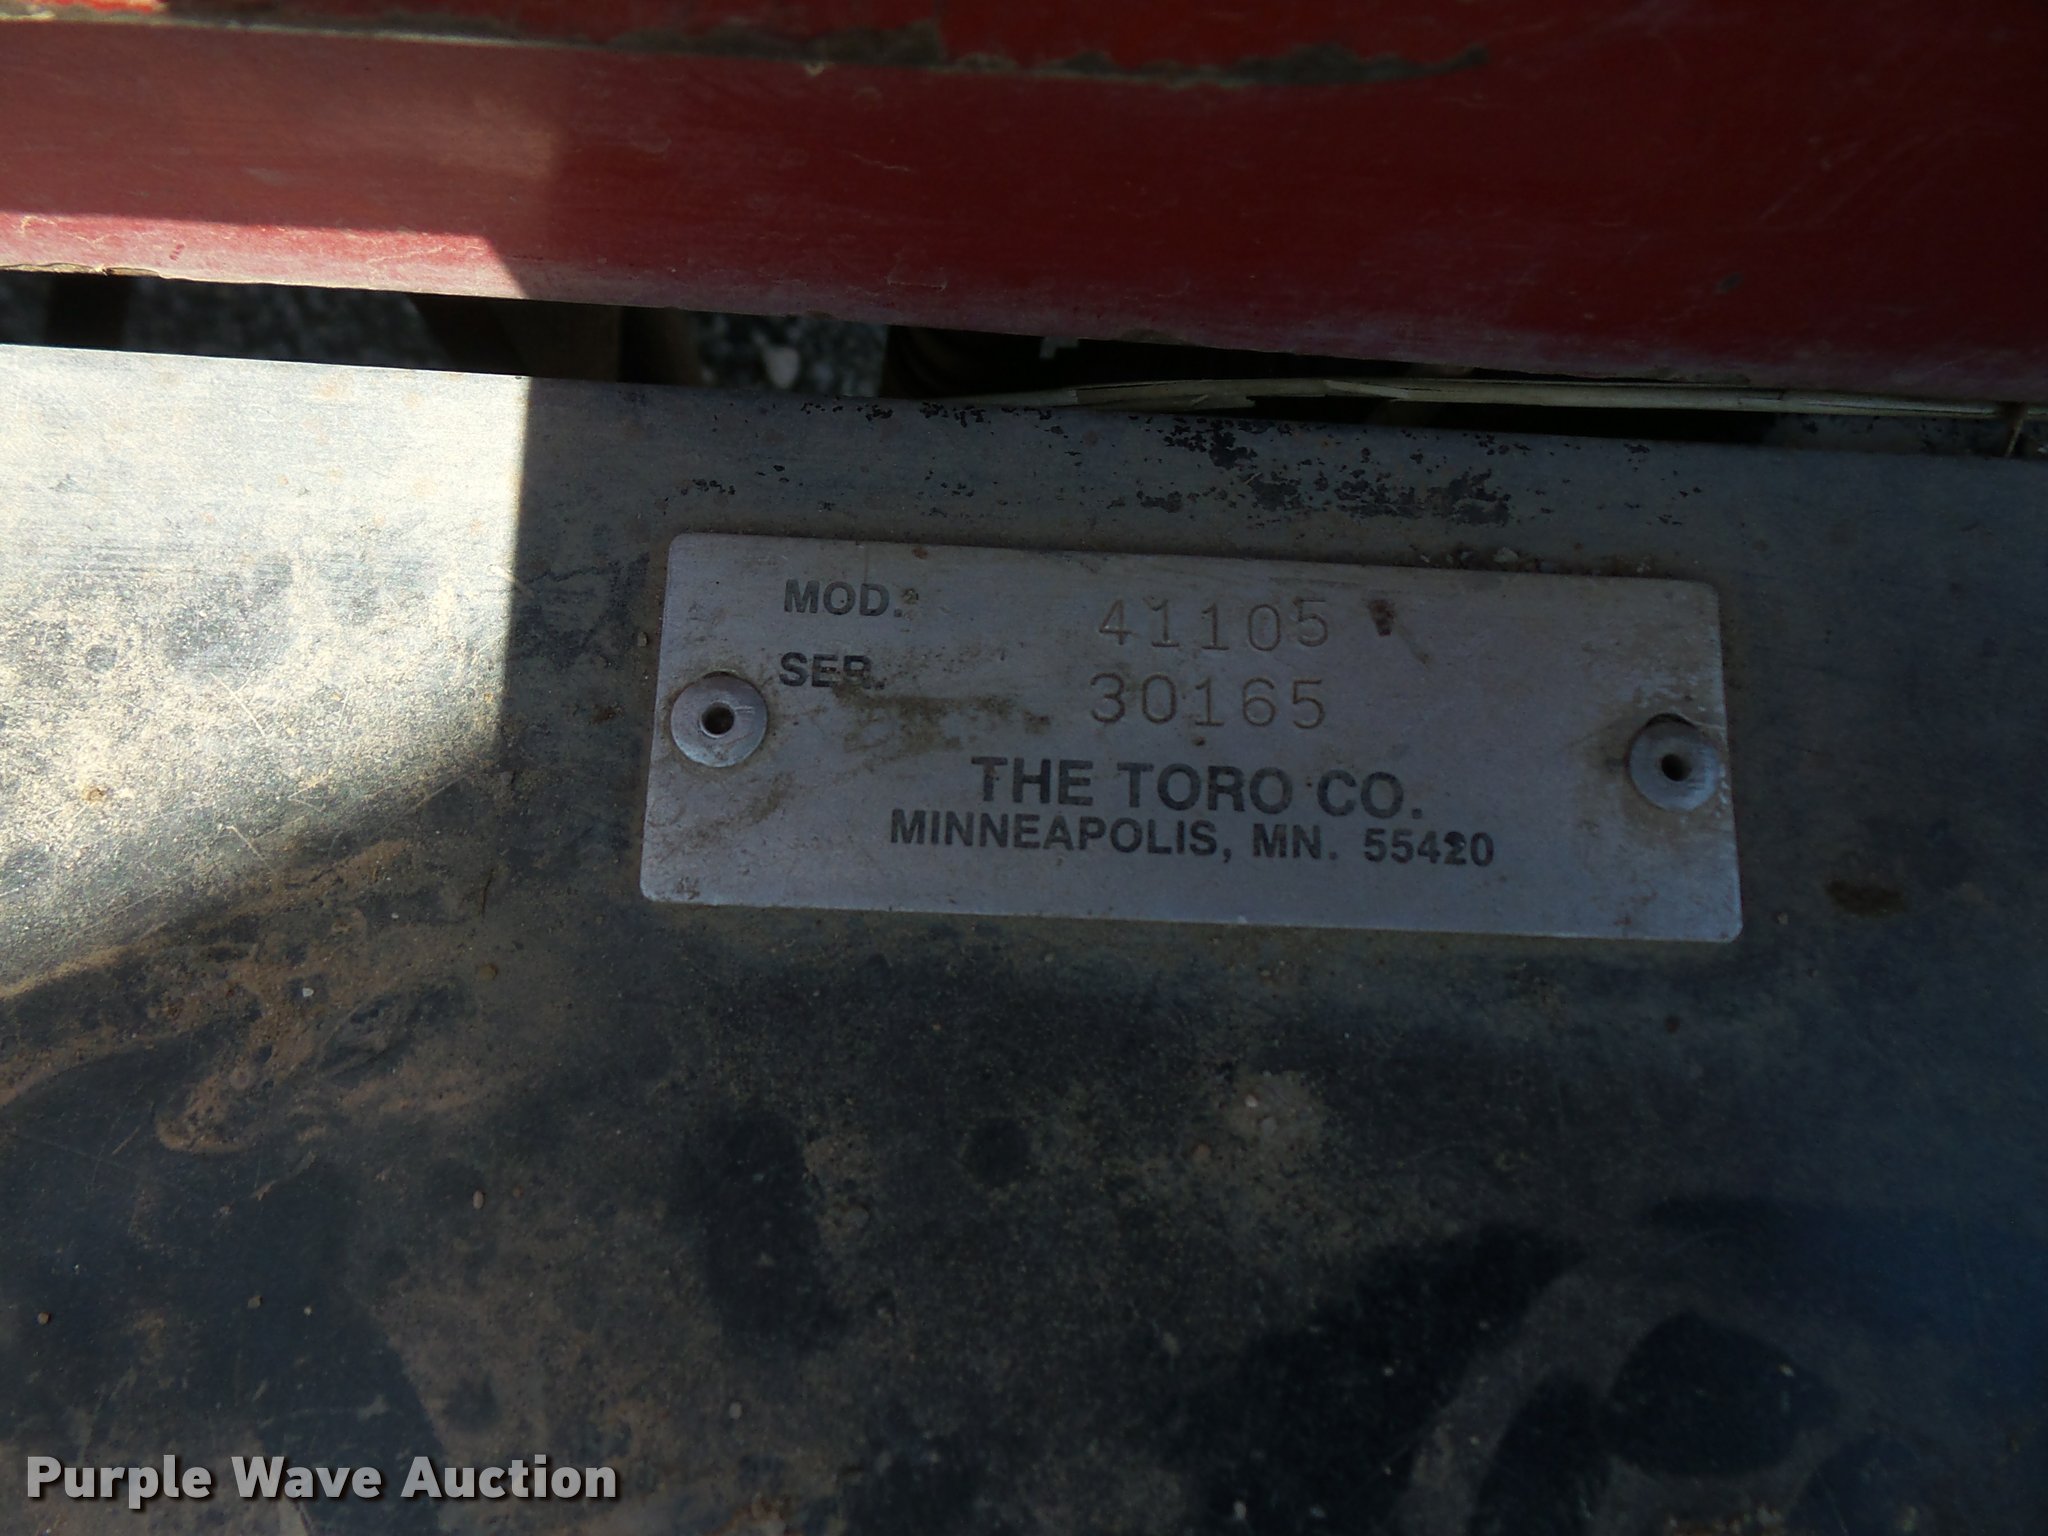 MOD. 41105
SER. 30165
THE TORO CO.
MINNEAPOLIS, MN. 55420
Purple Wave Auction